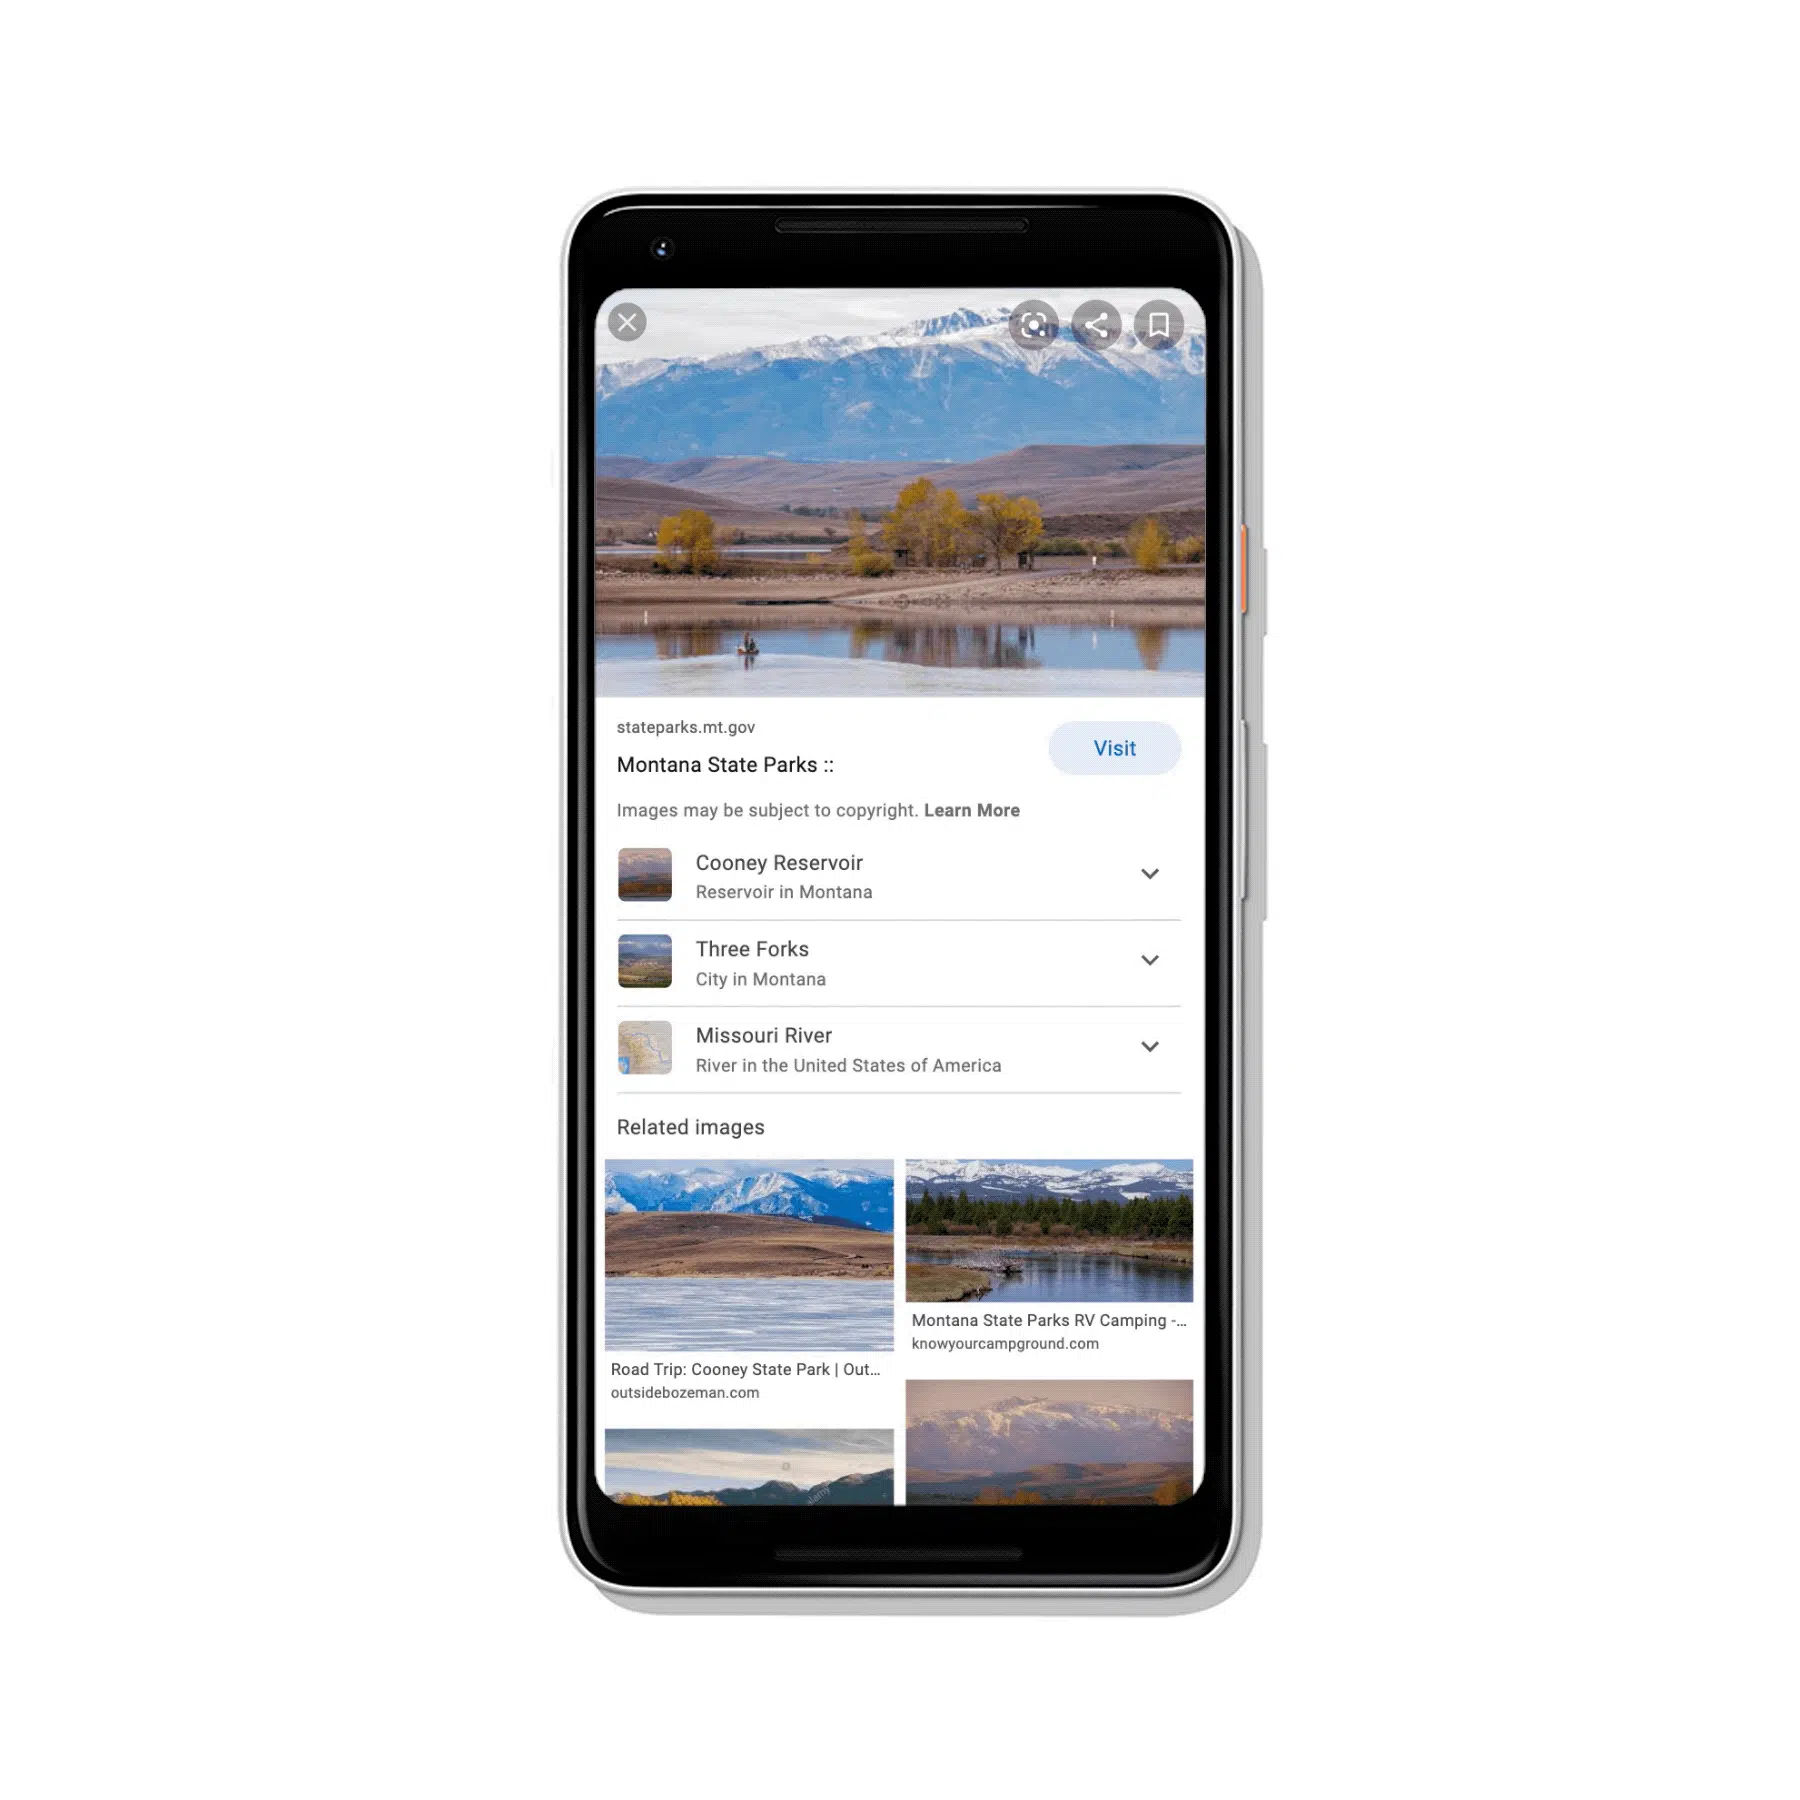 stateparks.mt.gov
Visit
Montana State Parks ::
Images may be subject to copyright. Learn More
Cooney Reservoir
Reservoir in Montana
Three Forks
City in Montana
Missouri River
River in the United States of America
Related images
Road Trip: Cooney State Park | Out...
outsidebozeman.com
Montana State Parks RV Camping -...
knowyourcampground.com
alamy